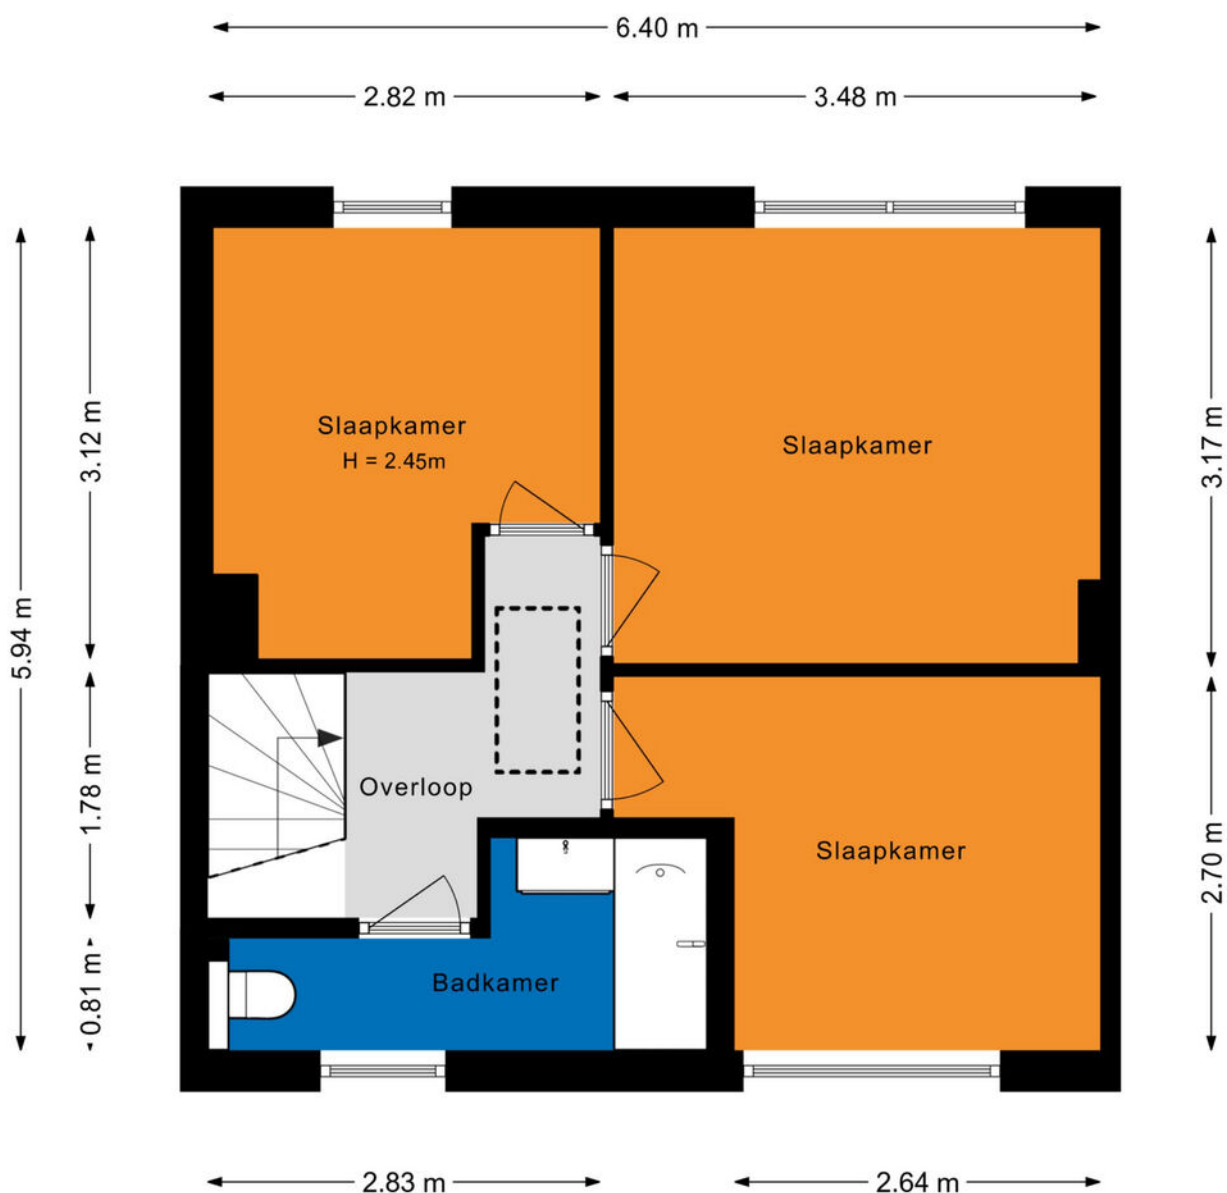 6.40 m
2.82 m
3.48 m
Slaapkamer
H = 2.45m
Slaapkamer
3.12 m
3.17 m
5.94 m
1.78 m
Overloop
Slaapkamer
2.70 m
0.81 m
Badkamer
2.83 m
2.64 m